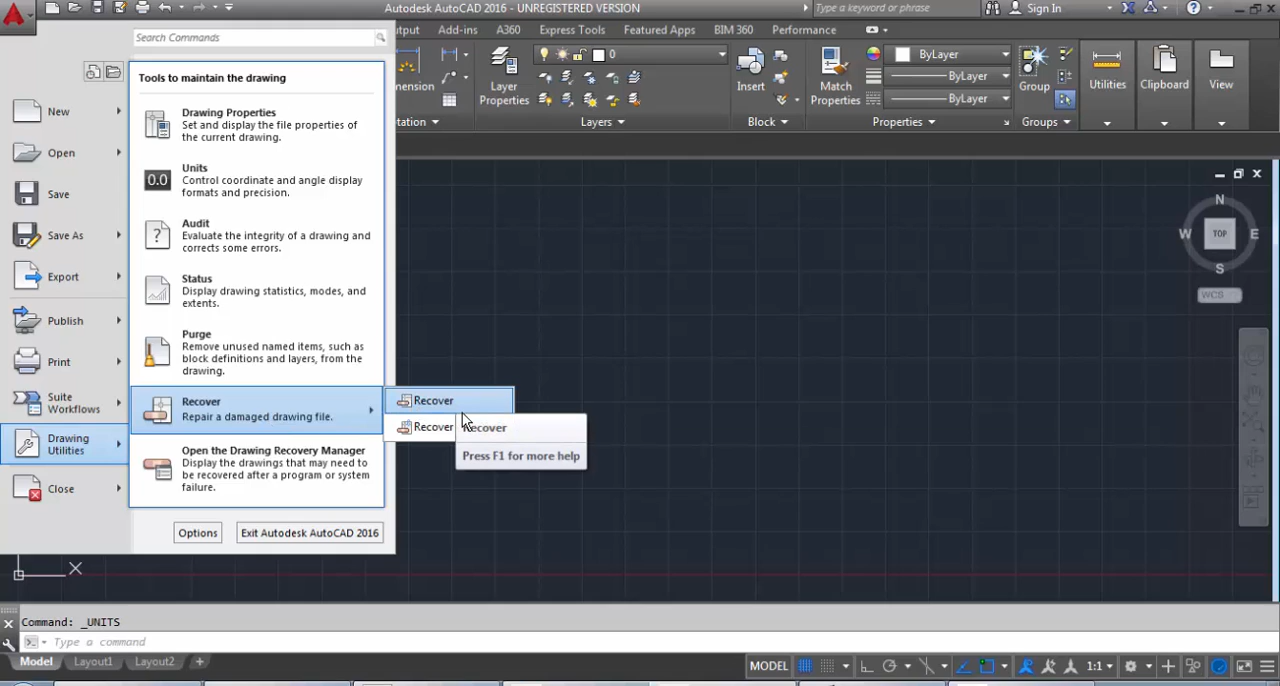 Autodesk AutoCAD 2016 - UNREGISTERED VERSION
Type a keyword or phrase
Sign In
Search Commands
Add-ins
A360
Express Tools
Featured Apps
BIM 360
Performance
Tools to maintain the drawing
New
Open
Save
Save As
Export
Publish
Print
Suite
Workflows
Drawing
Utilities
Close
Drawing Properties
Set and display the file properties of
the current drawing.
Units
Control coordinate and angle display
formats and precision.
0.0
Audit
Evaluate the integrity of a drawing and
corrects some errors.
Status
Display drawing statistics, modes, and
extents.
Purge
Remove unused named items, such as
block definitions and layers, from the
drawing.
Recover
Repair a damaged drawing file.
Open the Drawing Recovery Manager
Display the drawings that may need to
be recovered after a program or system
failure.
Recover
Recover
Press F1 for more help
Options
Exit Autodesk AutoCAD 2016
Layer
Properties
0
Layers
Insert
Block
Match
Properties
ByLayer
ByLayer
ByLayer
Properties
Group
Groups
Utilities
Clipboard
View
N
W
TOP
E
S
WCS
X
Command: _UNITS
Type a command
Model
Layout1
Layout2
MODEL
1:1